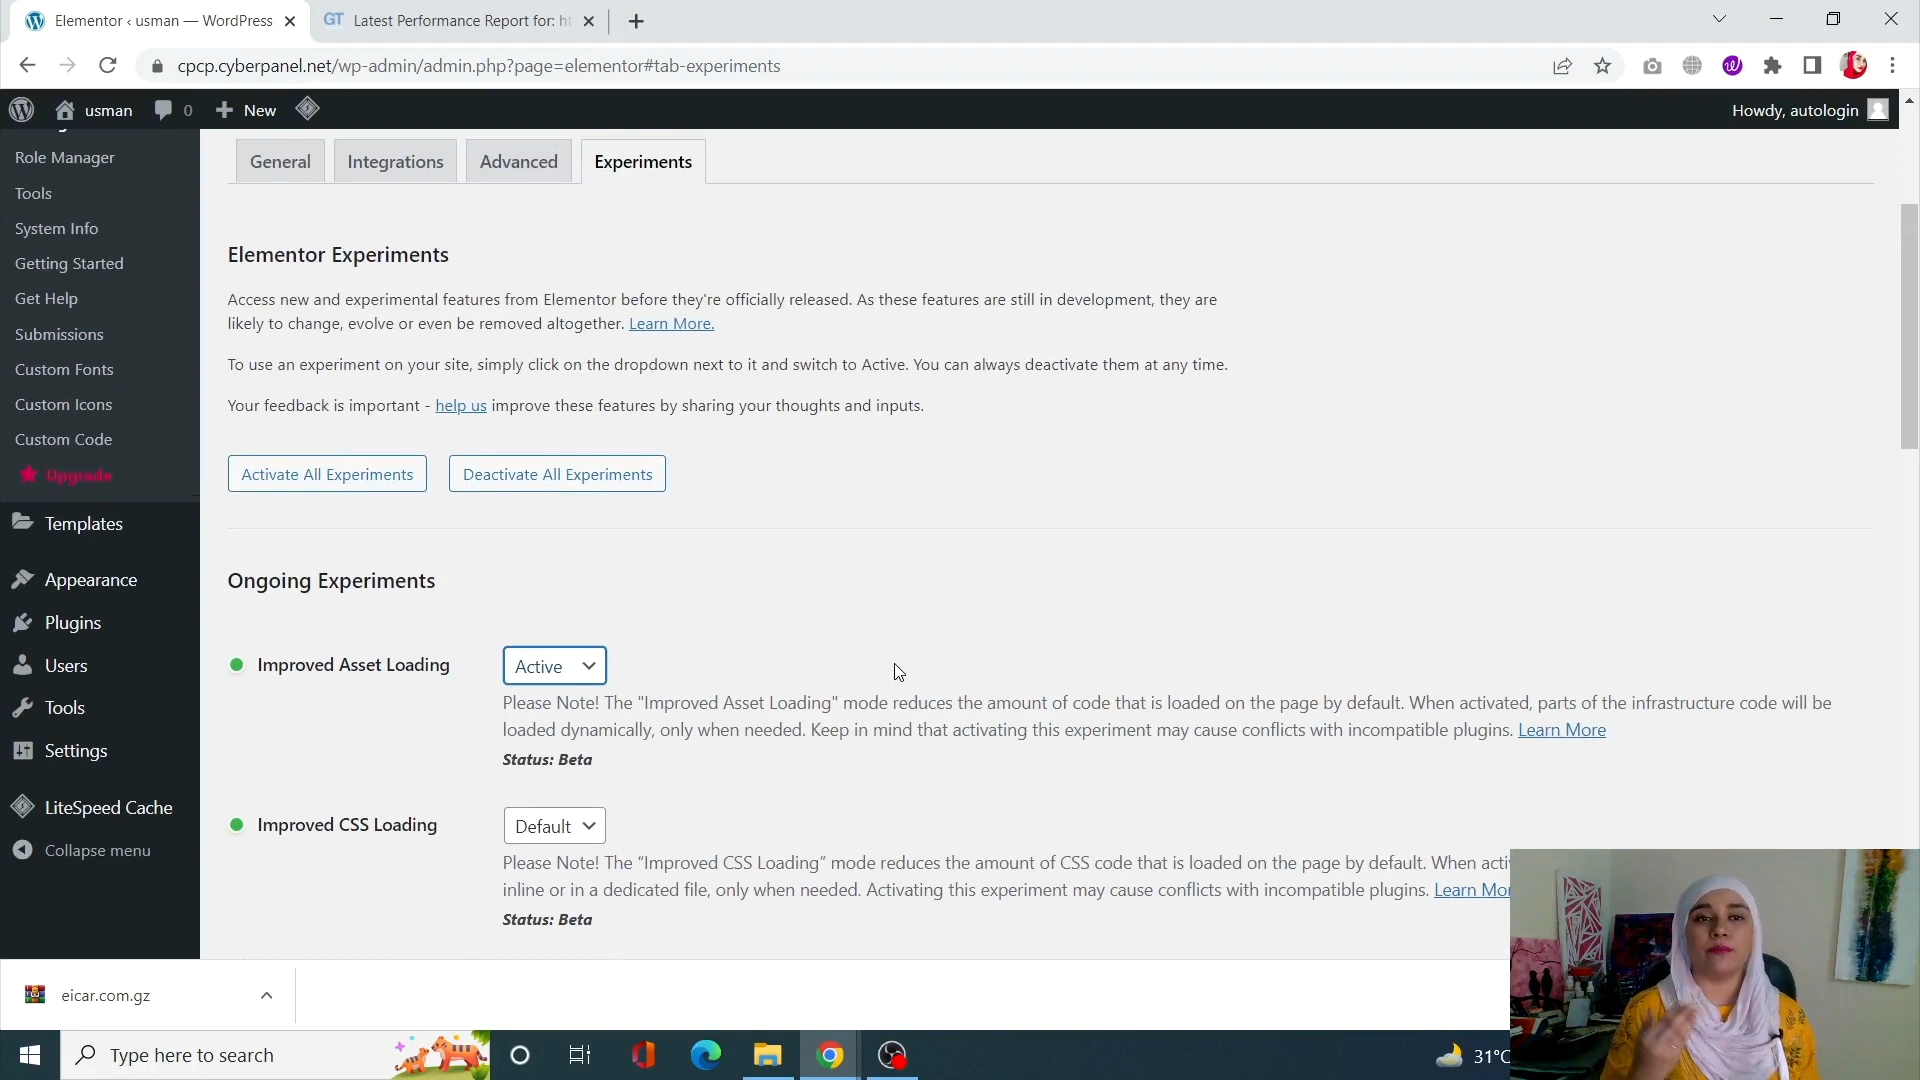 Elementor ‹ usman — WordPress
GT Latest Performance Report for: ht
cpcp.cyberpanel.net/wp-admin/admin.php?page=elementor#tab-experiments
usman 0 New
Howdy, autologin
Role Manager
Tools
System Info
Getting Started
Get Help
Submissions
Custom Fonts
Custom Icons
Custom Code
Upgrade
Templates
Appearance
Plugins
Users
Tools
Settings
LiteSpeed Cache
Collapse menu
General Integrations Advanced Experiments
Elementor Experiments
Access new and experimental features from Elementor before they're officially released. As these features are still in development, they are
likely to change, evolve or even be removed altogether. Learn More.
To use an experiment on your site, simply click on the dropdown next to it and switch to Active. You can always deactivate them at any time.
Your feedback is important - help us improve these features by sharing your thoughts and inputs.
Activate All Experiments Deactivate All Experiments
Ongoing Experiments
Improved Asset Loading Active
Please Note! The "Improved Asset Loading" mode reduces the amount of code that is loaded on the page by default. When activated, parts of the infrastructure code will be
loaded dynamically, only when needed. Keep in mind that activating this experiment may cause conflicts with incompatible plugins. Learn More
Status: Beta
Improved CSS Loading Default
Please Note! The “Improved CSS Loading” mode reduces the amount of CSS code that is loaded on the page by default. When acti
inline or in a dedicated file, only when needed. Activating this experiment may cause conflicts with incompatible plugins. Learn Mor
Status: Beta
eicar.com.gz
Type here to search
31°C